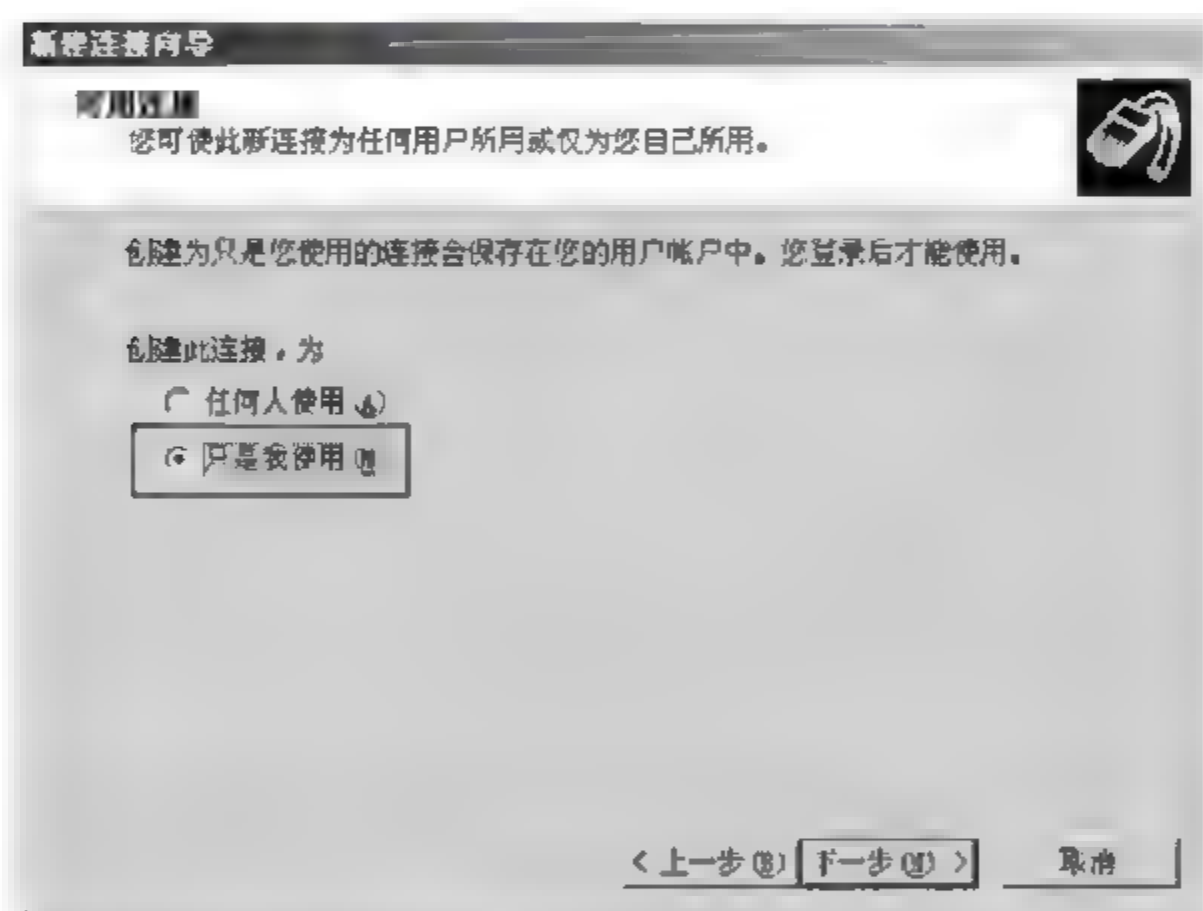 新建连接向导
可用连接
您可使此新连接为任何用户所用或仅为您自己所用。
创建为只是您使用的连接会保存在您的用户帐户中。您登录后才能使用。
创建此连接，为
任何人使用(A)
只是我使用(M)
< 上一步(B) 下一步(N) > 取消